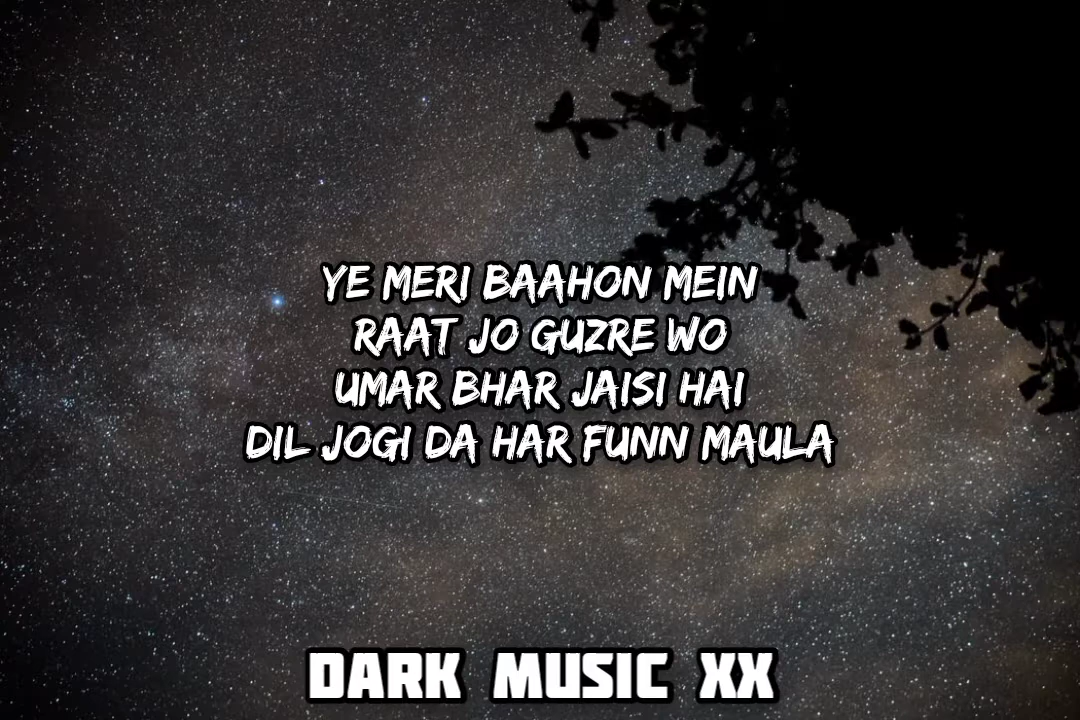 YE MERI BAAHON MEIN
RAAT JO GUZRE WO
UMAR BHAR JAISI HAI
DIL JOGI DA HAR FUNN MAULA
DARK MUSIC XX